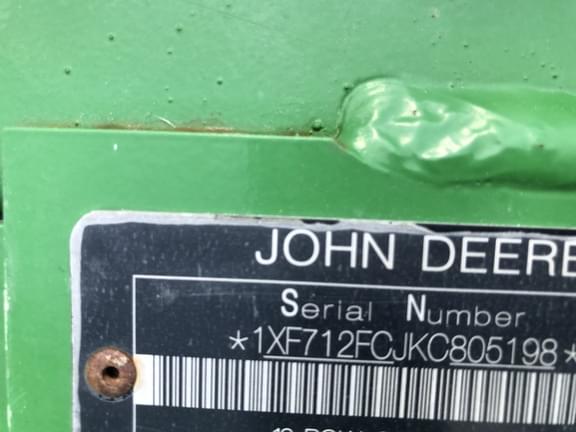 JOHN DEERE
Serial Number
*1XF712FCJKC805198*